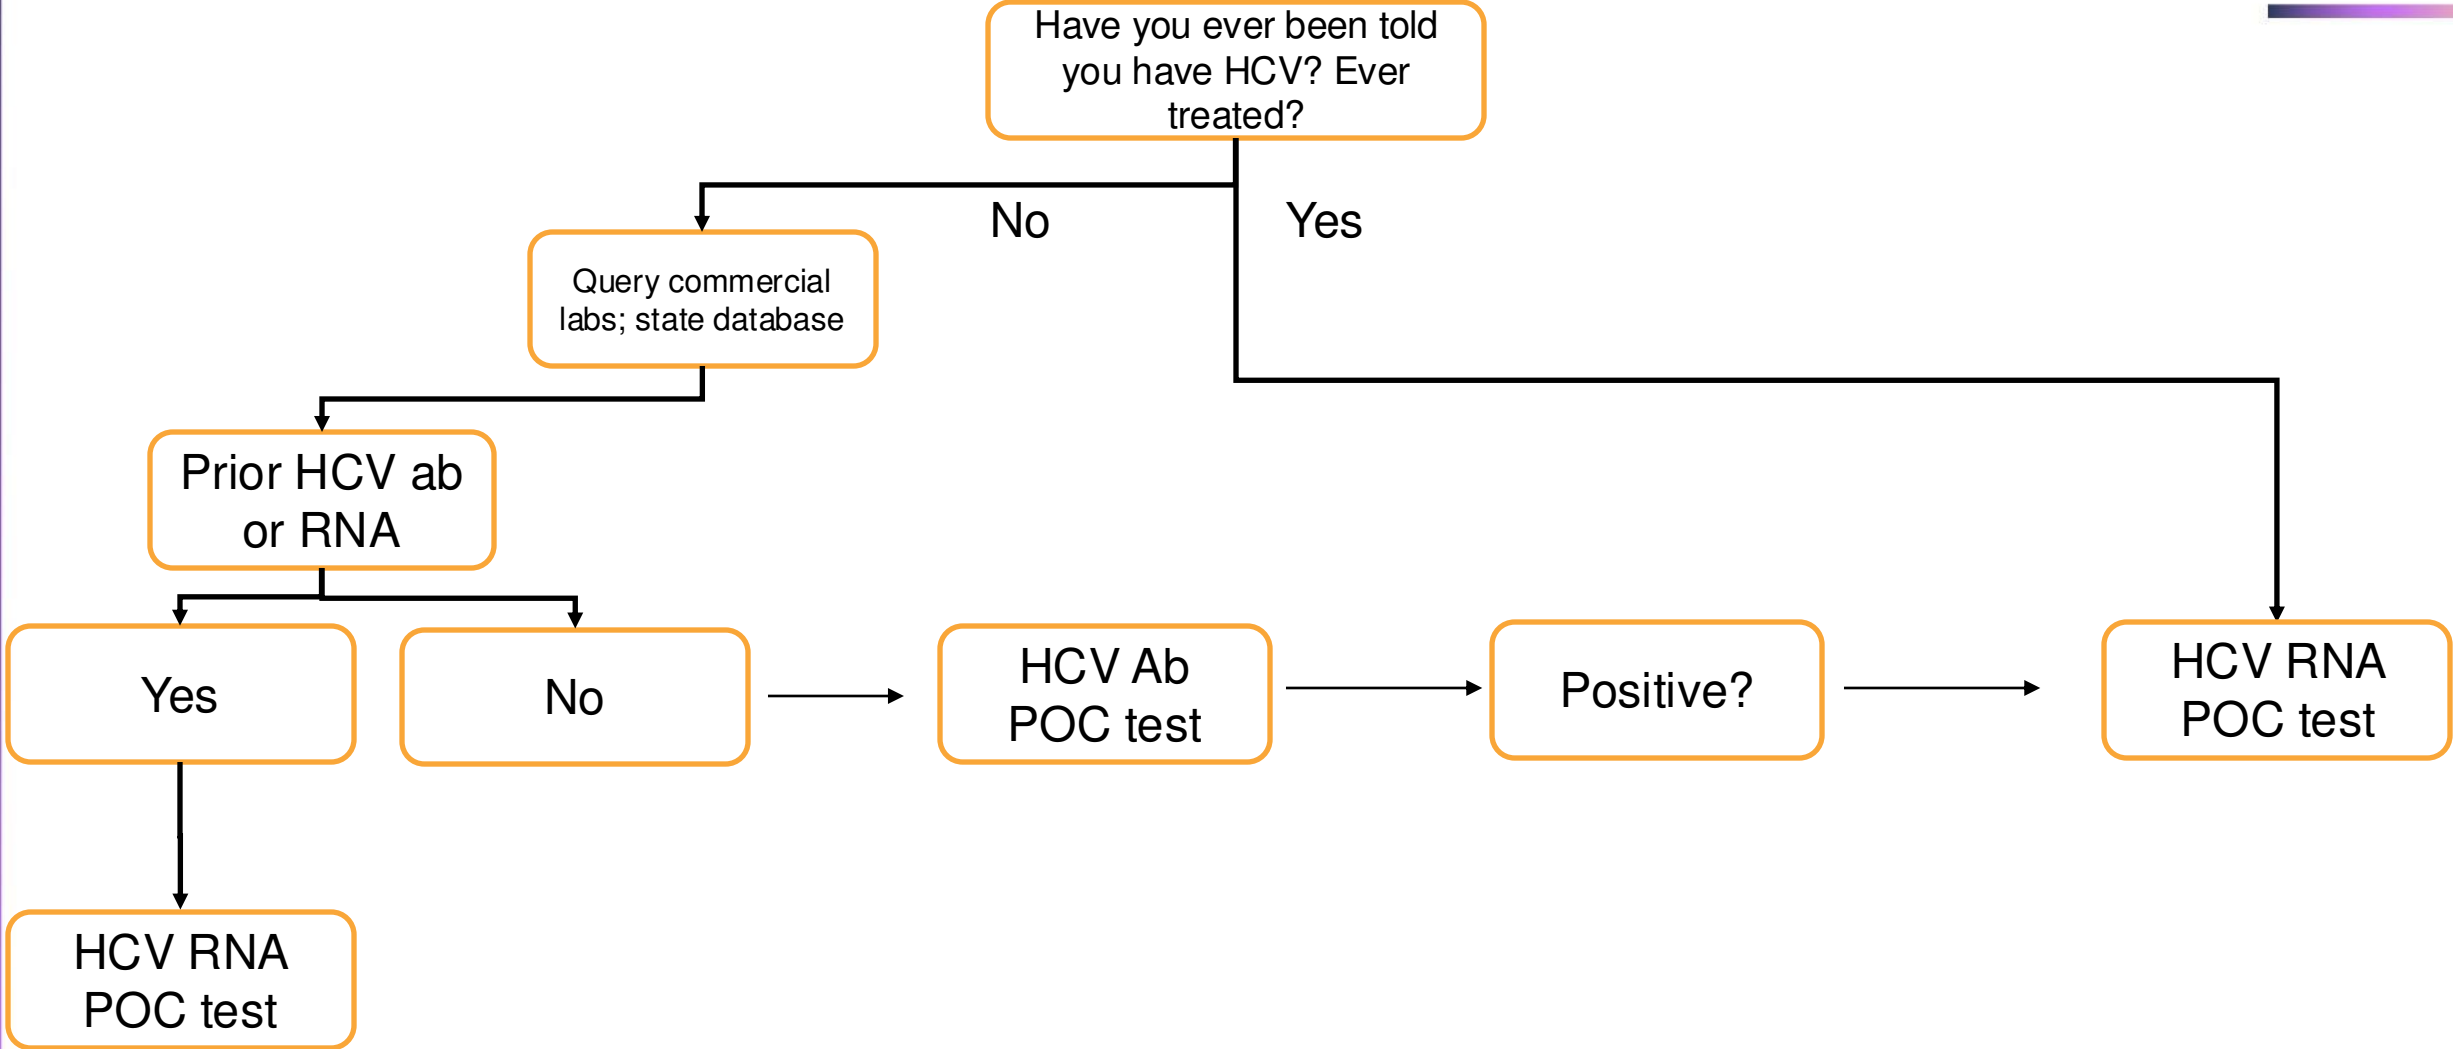 Have you ever been told
you have HCV? Ever
treated?
No
Yes
Query commercial
labs; state database
Prior HCV ab
or RNA
Yes
No
HCV Ab
POC test
Positive?
HCV RNA
POC test
HCV RNA
POC test